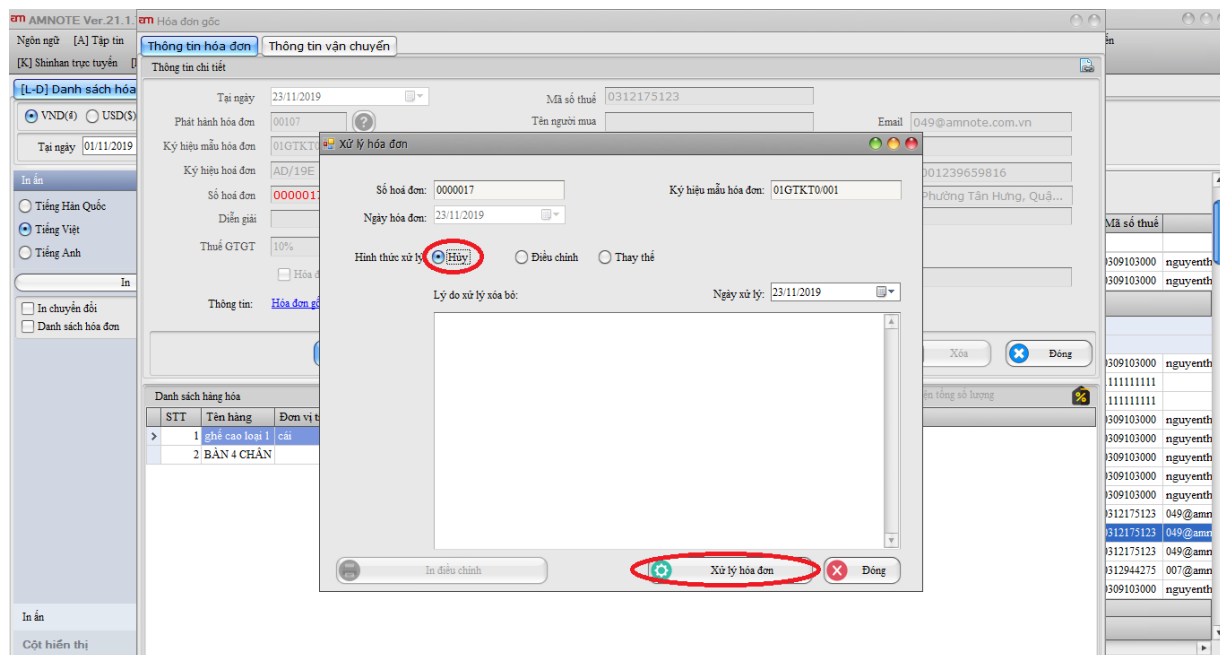 AMNOTE Ver.21.1.
Hóa đơn gốc
Ngôn ngữ [A] Tập tin
[K] Shinhan trực tuyến
Thông tin hóa đơn Thông tin vận chuyển
Thông tin chi tiết
[L-D] Danh sách hóa
VND(₫) USD($)
Tại ngày 01/11/2019
In ấn
Tiếng Hàn Quốc
Tiếng Việt
Tiếng Anh
In
In chuyển đổi
Danh sách hóa đơn
In ấn
Cột hiển thị
Tại ngày 23/11/2019 Mã số thuế 0312175123
Phát hành hóa đơn 00107 Tên người mua Email 049@amnote.com.vn
Ký hiệu mẫu hóa đơn 01GTKT0
Ký hiệu hoá đơn AD/19E 001239659816
Số hoá đơn 0000017 Phường Tân Hưng, Quậ...
Diễn giải
Thuế GTGT 10%
Hóa đ
Thông tin: Hóa đơn gố
Xóa Đóng
Danh sách hàng hóa ện tổng số lượng
STT Tên hàng Đơn vị t
1 ghế cao loại 1 cái
2 BÀN 4 CHÂN
Xử lý hóa đơn
Số hoá đơn: 0000017 Ký hiệu mẫu hóa đơn: 01GTKT0/001
Ngày hóa đơn: 23/11/2019
Hình thức xử lý Hủy Điều chỉnh Thay thế
Lý do xử lý xóa bỏ: Ngày xử lý: 23/11/2019
In điều chỉnh Xử lý hóa đơn Đóng
Mã số thuế
0309103000 nguyenth
0309103000 nguyenth
0309103000 nguyenth
.111111111
.111111111
0309103000 nguyenth
0309103000 nguyenth
0309103000 nguyenth
0309103000 nguyenth
0309103000 nguyenth
0312175123 049@amn
0312175123 049@amn
0312175123 049@amn
0312944275 007@amn
0309103000 nguyenth